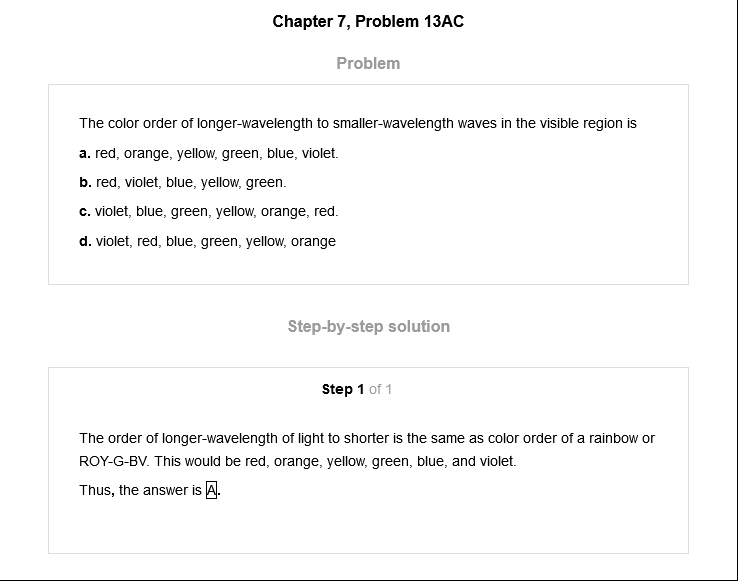 Chapter 7, Problem 13AC
Problem
The color order of longer-wavelength to smaller-wavelength waves in the visible region is
a. red, orange, yellow, green, blue, violet.
b. red, violet, blue, yellow, green.
c. violet, blue, green, yellow, orange, red.
d. violet, red, blue, green, yellow, orange
Step-by-step solution
Step 1 of 1
The order of longer-wavelength of light to shorter is the same as color order of a rainbow or
ROY-G-BV. This would be red, orange, yellow, green, blue, and violet.
Thus, the answer is A.